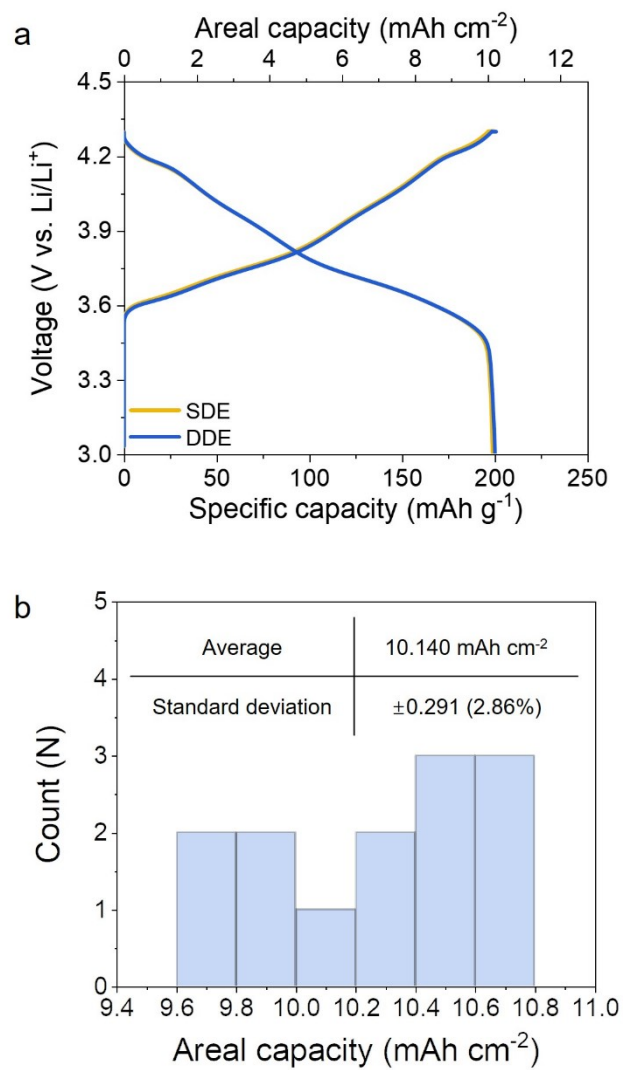 a
Areal capacity (mAh cm⁻²)
0 2 4 6 8 10 12
4.5
4.2
3.9
3.6
3.3
3.0
Voltage (V vs. Li/Li⁺)
SDE
DDE
0 50 100 150 200 250
Specific capacity (mAh g⁻¹)
b
5
4
3
2
1
0
Count (N)
Average 10.140 mAh cm⁻²
Standard deviation ±0.291 (2.86%)
9.4 9.6 9.8 10.0 10.2 10.4 10.6 10.8 11.0
Areal capacity (mAh cm⁻²)